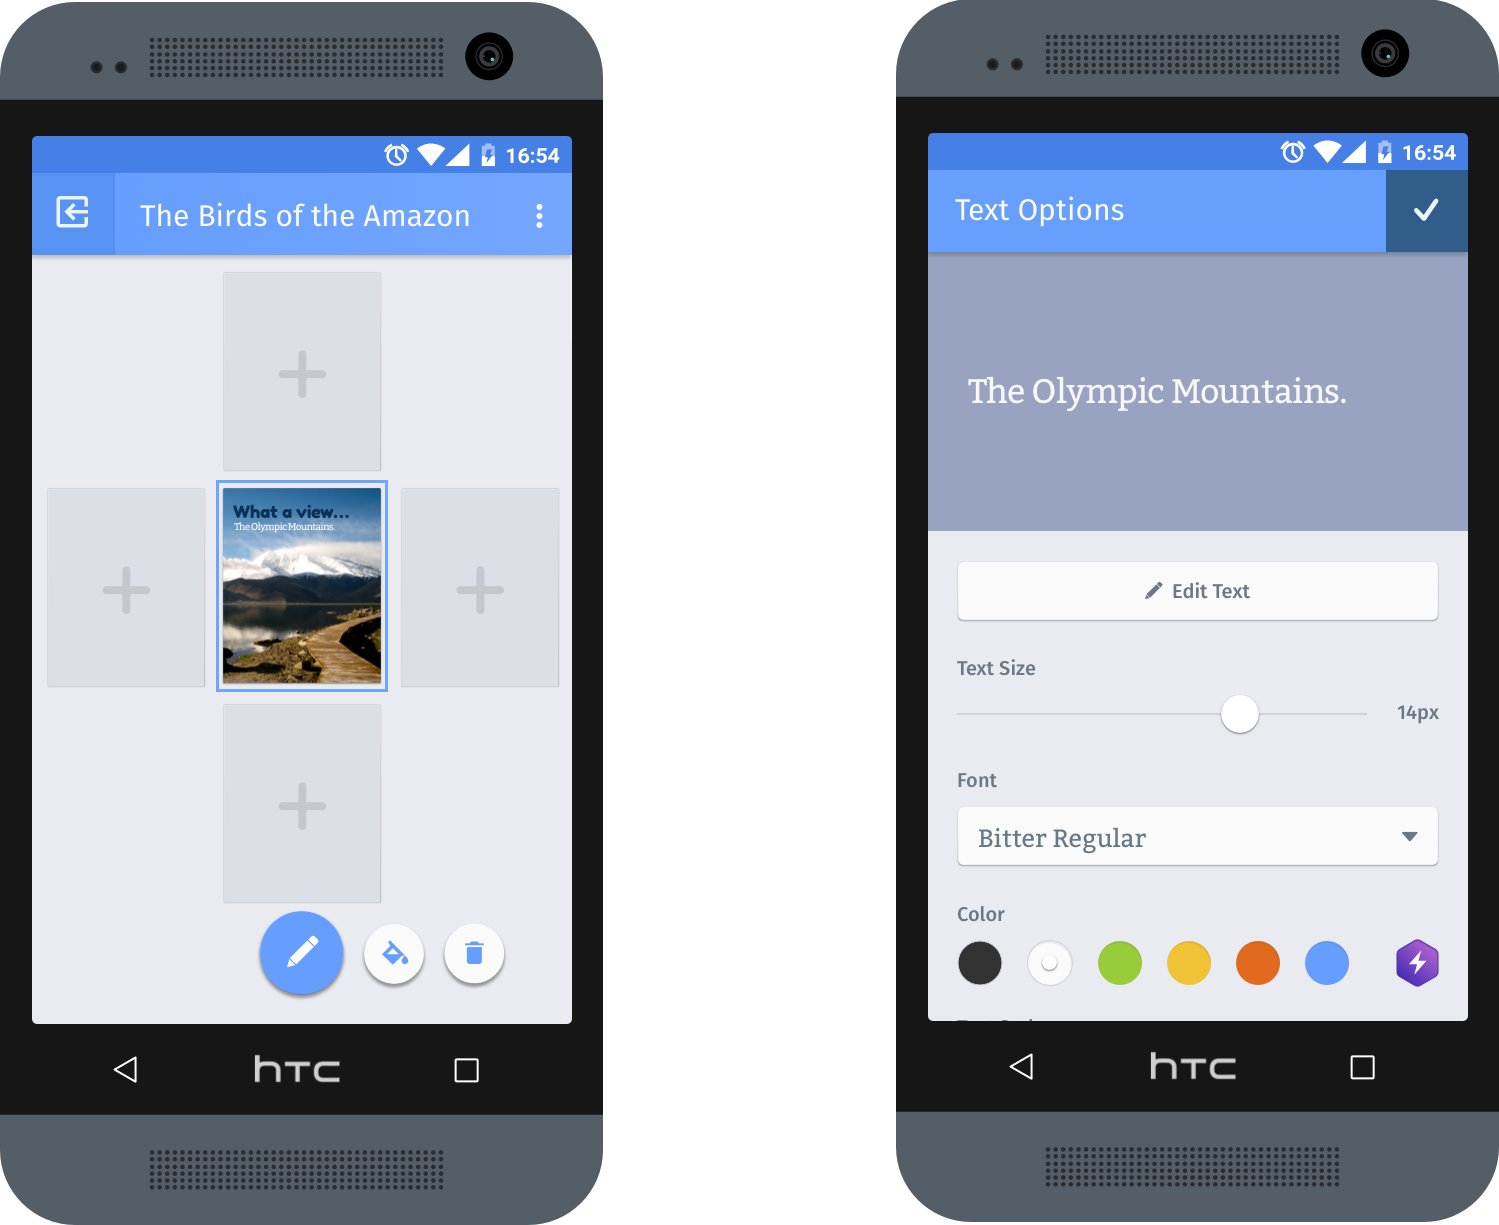 16:54
The Birds of the Amazon
What a view...
The Olympic Mountains.
hTC
16:54
Text Options
The Olympic Mountains.
Edit Text
Text Size
14px
Font
Bitter Regular
Color
hTC